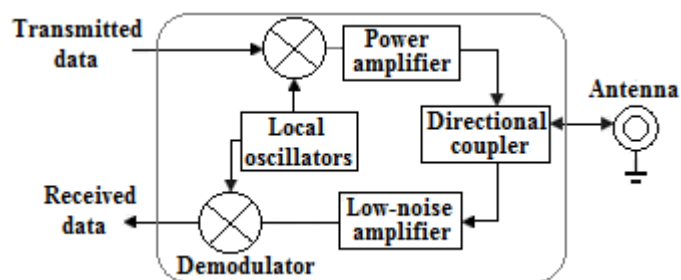 Transmitted
data
Power
amplifier
Antenna
Local
oscillators
Directional
coupler
Received
data
Low-noise
amplifier
Demodulator